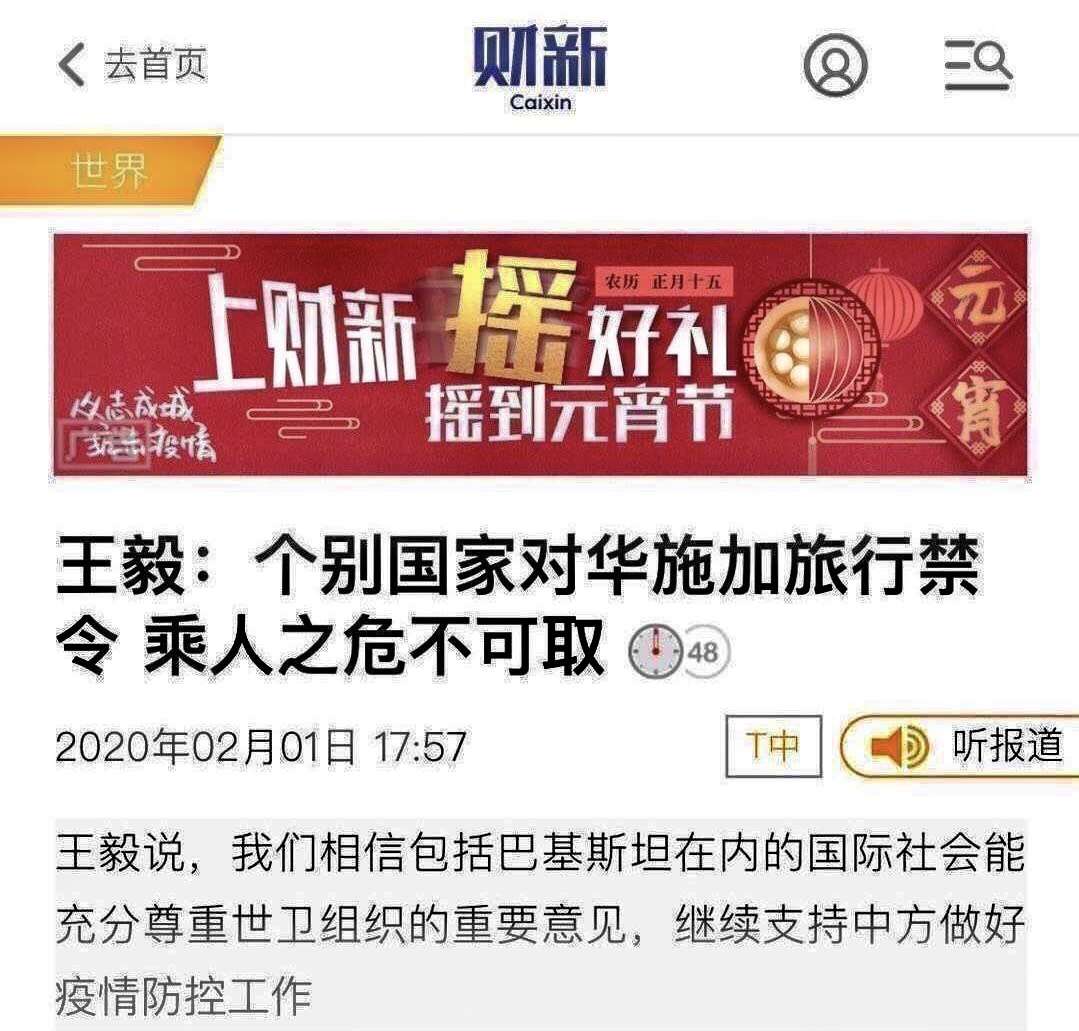 去首页
财新
Caixin
世界
上财新 摇 好礼
农历 正月十五
摇到元宵节
元
宵
众志成城
抗击疫情
广告
王毅：个别国家对华施加旅行禁
令 乘人之危不可取
48
2020年02月01日 17:57
T中
听报道
王毅说，我们相信包括巴基斯坦在内的国际社会能
充分尊重世卫组织的重要意见，继续支持中方做好
疫情防控工作